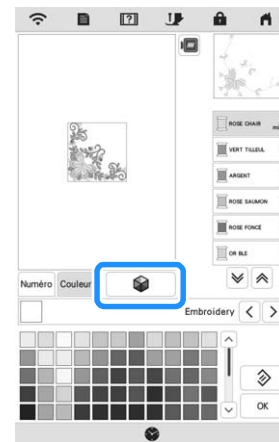 ROSE CHAIR
VERT TILLEUL
ARGENT
ROSE SAUMON
ROSE FONCÉ
OR BLE
Numéro Couleur
Embroidery
OK